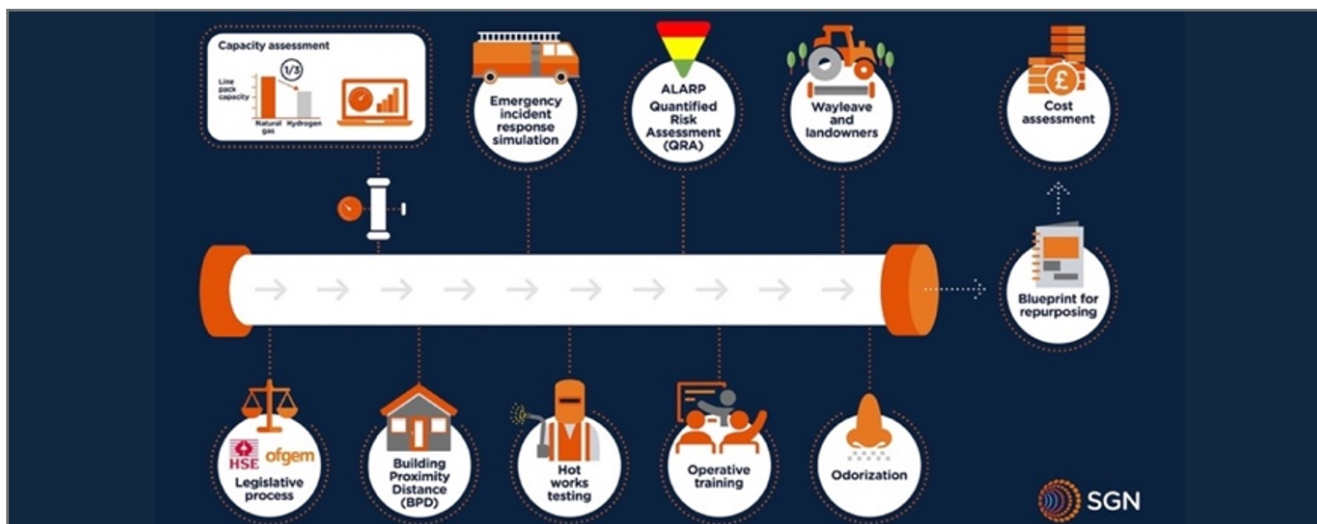 Capacity assessment
1/3
Line
pack
capacity
Natural
gas
Hydrogen
Emergency
incident
response
simulation
ALARP
Quantified
Risk
Assessment
(QRA)
Wayleave
and
landowners
£
Cost
assessment
Blueprint for
repurposing
HSE
ofgem
Legislative
process
Building
Proximity
Distance
(BPD)
Hot
works
testing
Operative
training
Odorization
SGN